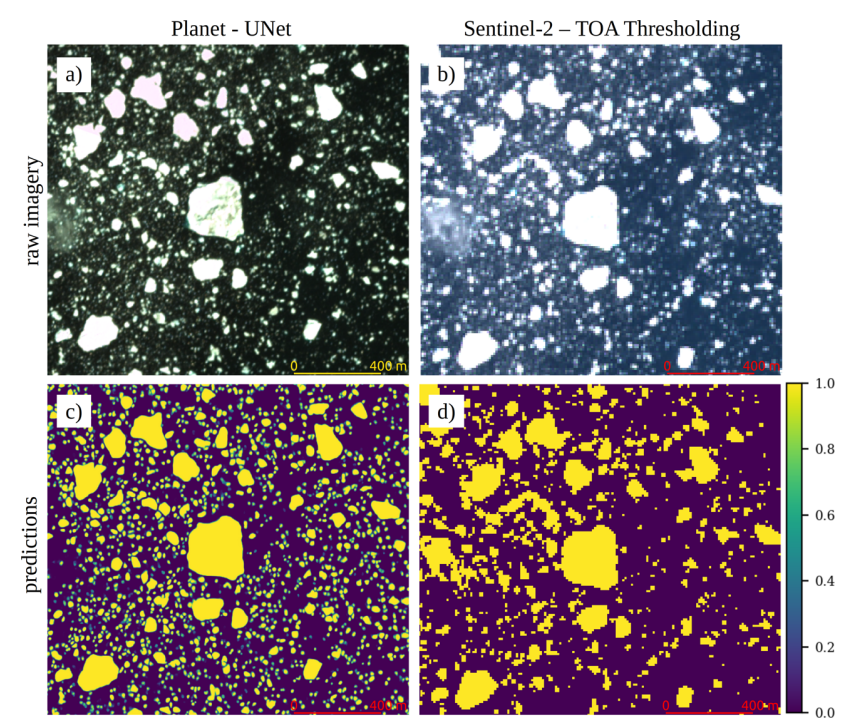 Planet - UNet
Sentinel-2 – TOA Thresholding
raw imagery
a)
b)
0 400 m
0 400 m
predictions
c)
d)
0 400 m
0 400 m
1.0
0.8
0.6
0.4
0.2
0.0